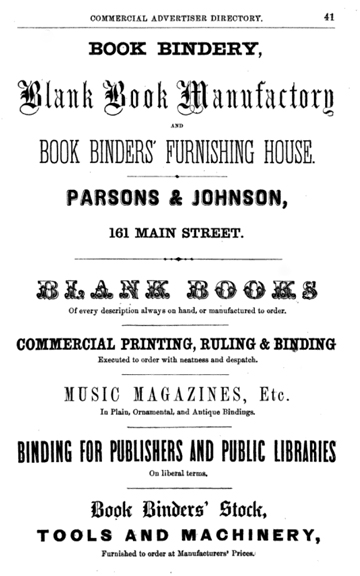 COMMERCIAL ADVERTISER DIRECTORY. 41
BOOK BINDERY,
Blank Book Manufactory
AND
BOOK BINDERS' FURNISHING HOUSE.
PARSONS & JOHNSON,
161 MAIN STREET.
BLANK BOOKS
Of every description always on hand, or manufactured to order.
COMMERCIAL PRINTING, RULING & BINDING
Executed to order with neatness and despatch.
MUSIC MAGAZINES, Etc.
In Plain, Ornamental, and Antique Bindings.
BINDING FOR PUBLISHERS AND PUBLIC LIBRARIES
On liberal terms.
Book Binders' Stock,
TOOLS AND MACHINERY,
Furnished to order at Manufacturers' Prices.